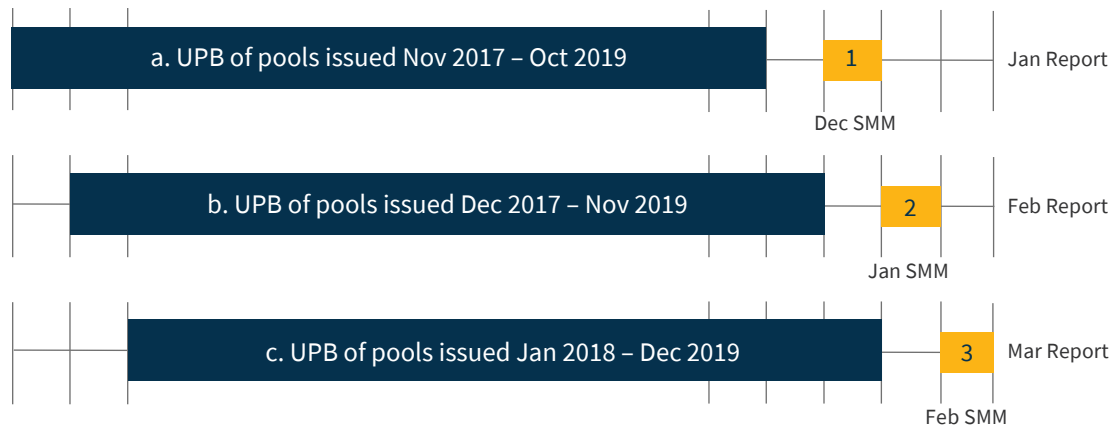 a. UPB of pools issued Nov 2017 – Oct 2019
1
Jan Report
Dec SMM
b. UPB of pools issued Dec 2017 – Nov 2019
2
Feb Report
Jan SMM
c. UPB of pools issued Jan 2018 – Dec 2019
3
Mar Report
Feb SMM